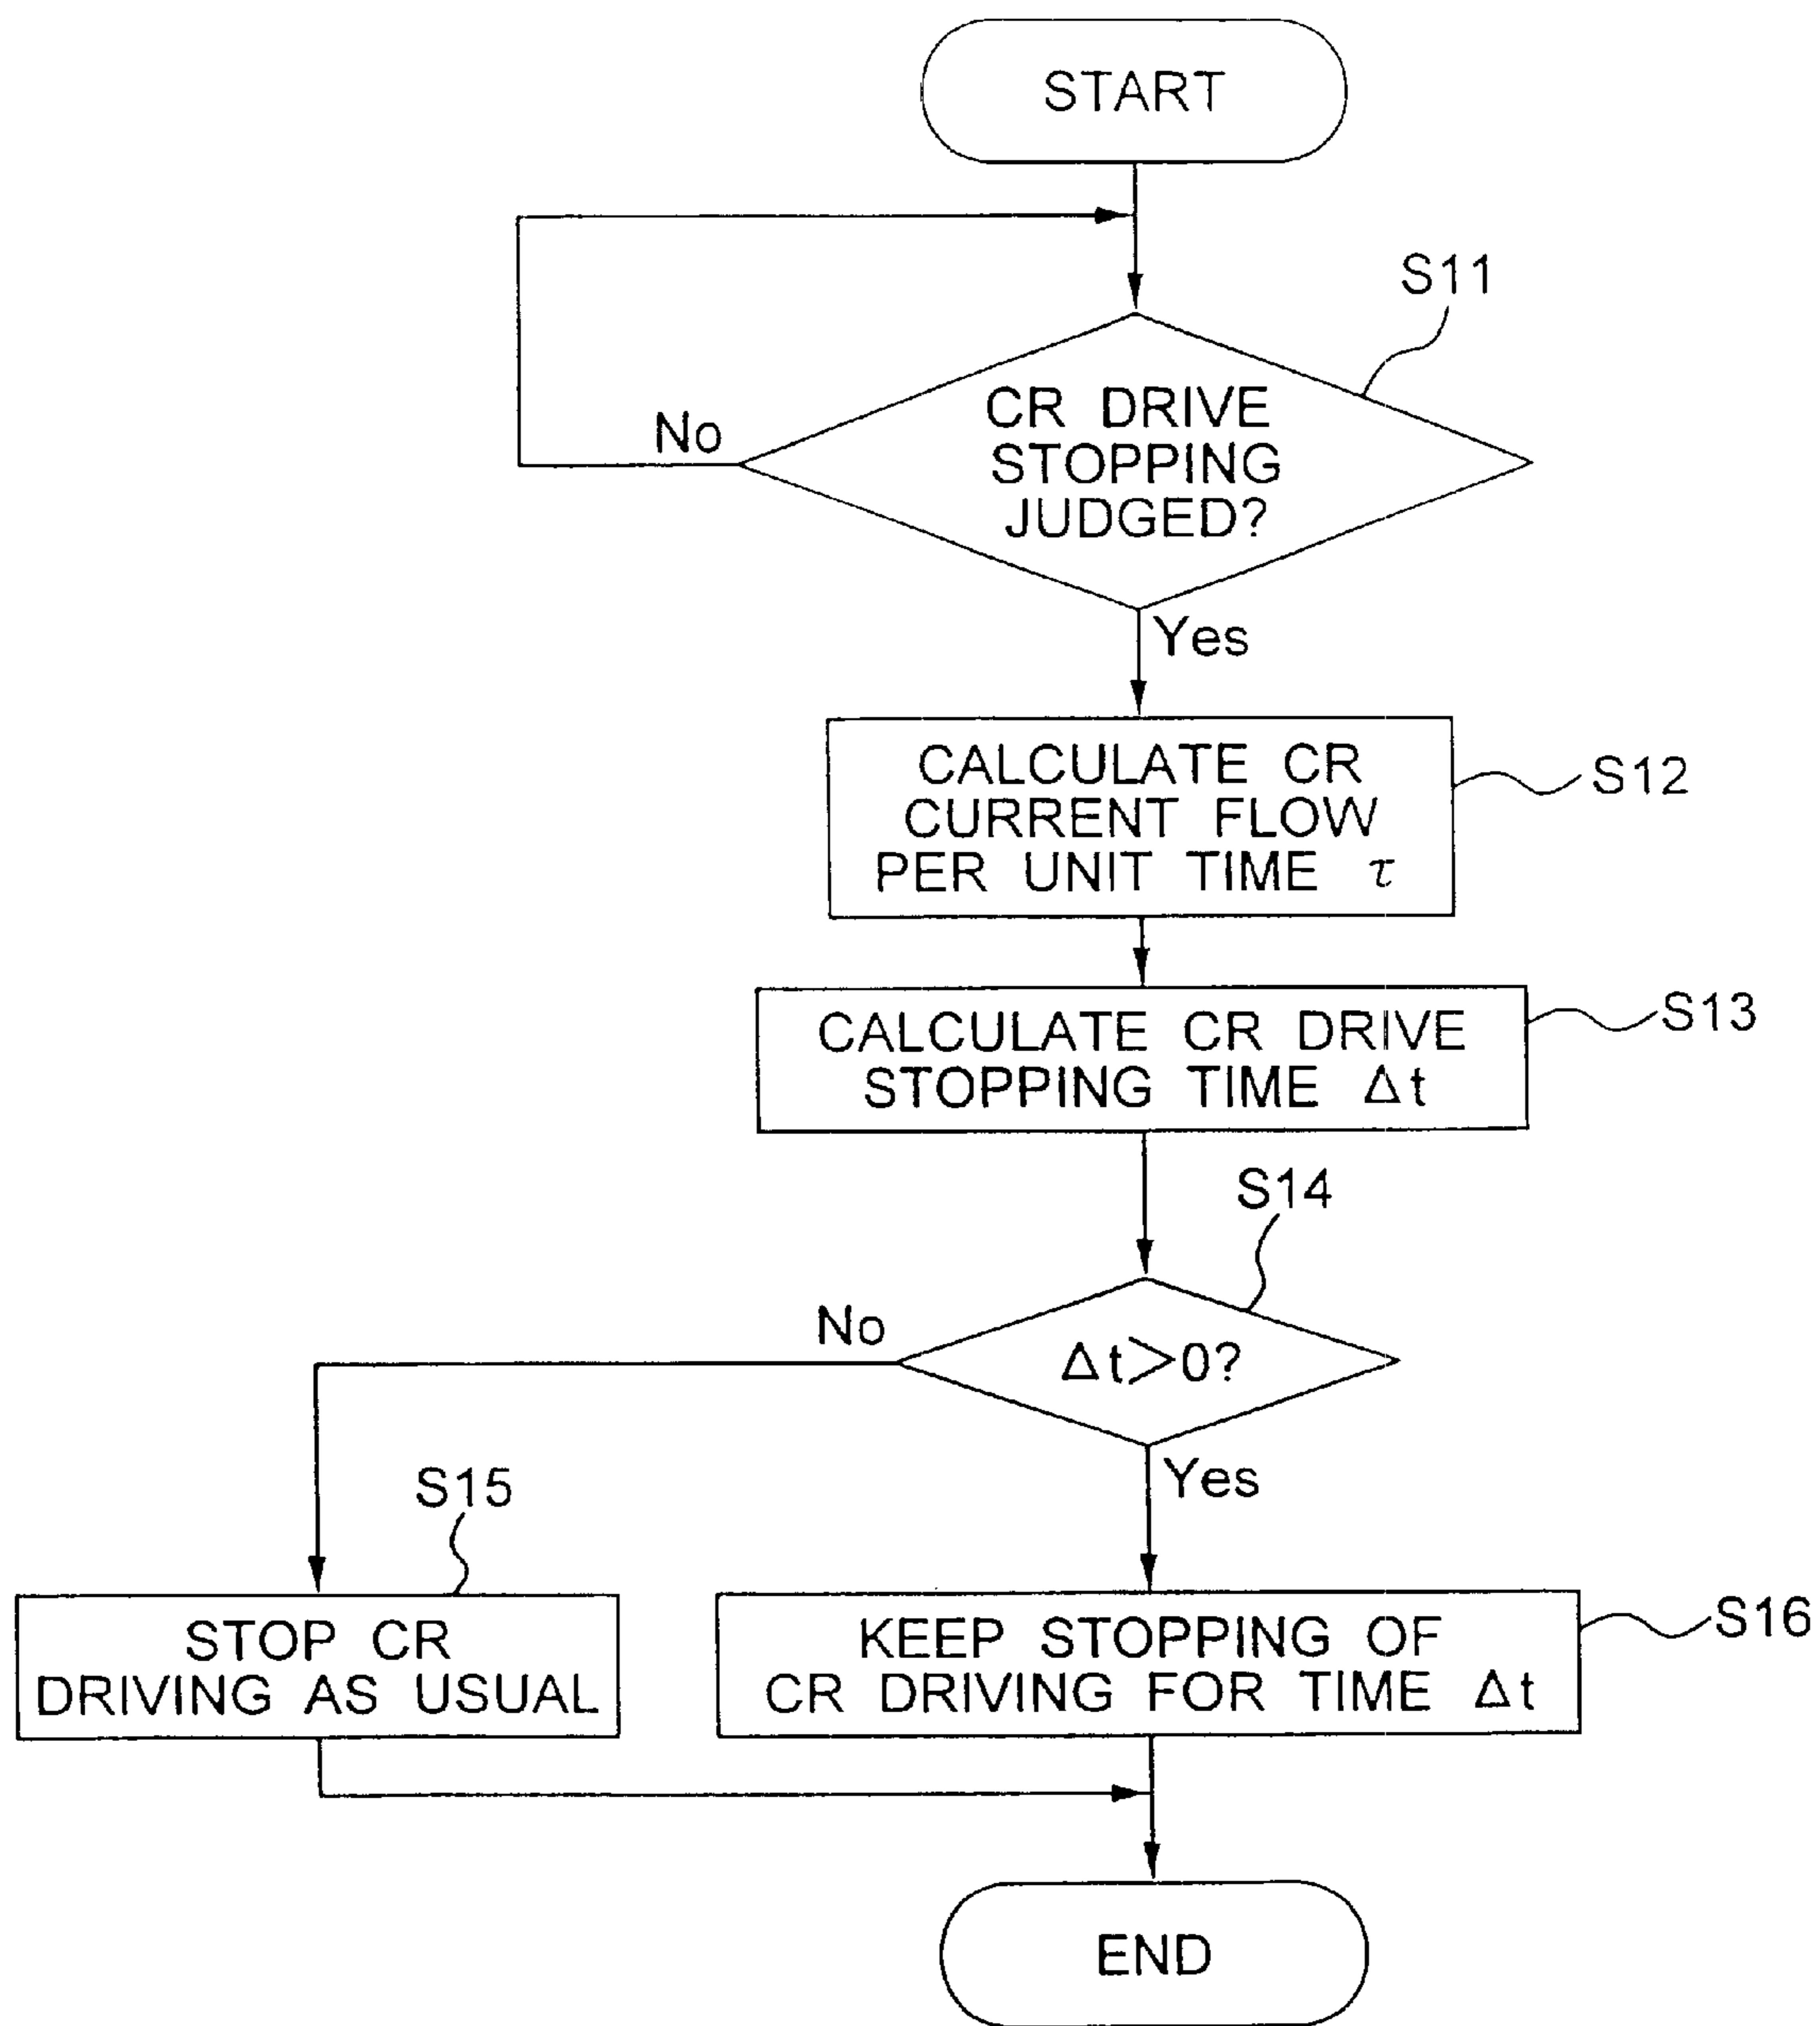 START
S11
CR DRIVE
STOPPING
JUDGED?
No
Yes
CALCULATE CR
CURRENT FLOW
PER UNIT TIME τ
S12
CALCULATE CR DRIVE
STOPPING TIME Δt
S13
S14
Δt>0?
No
Yes
S15
STOP CR
DRIVING AS USUAL
KEEP STOPPING OF
CR DRIVING FOR TIME Δt
S16
END